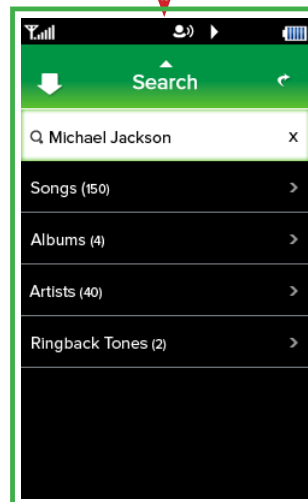 Search
Michael Jackson x
Songs (150)
Albums (4)
Artists (40)
Ringback Tones (2)